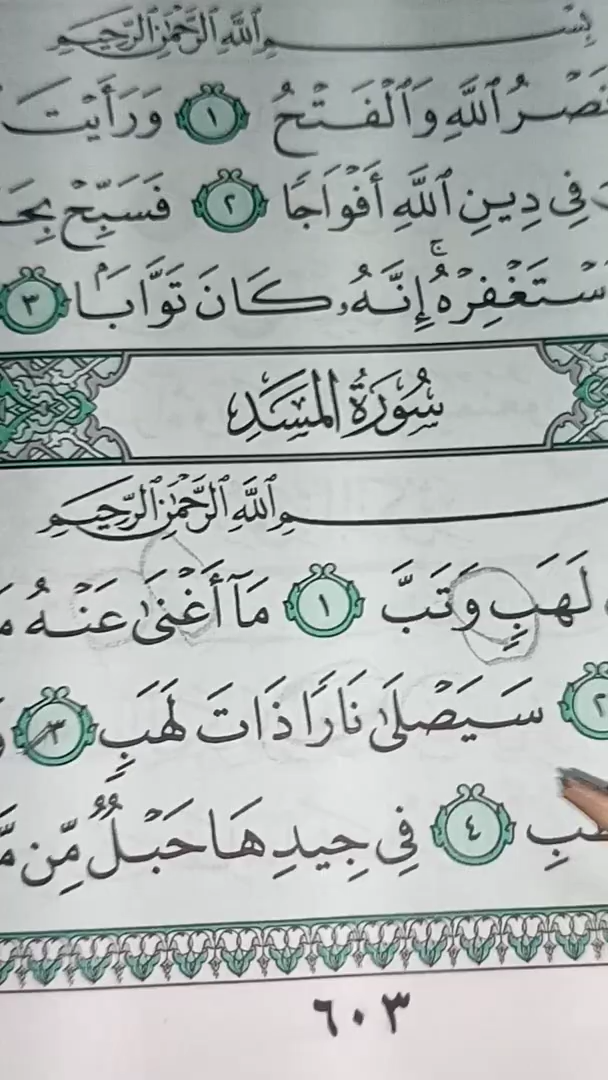 بِسْمِ ٱللَّهِ ٱلرَّحْمَٰنِ ٱلرَّحِيمِ
نَصْرُ ٱللَّهِ وَٱلْفَتْحُ ١ وَرَأَيْتَ
فِى دِينِ ٱللَّهِ أَفْوَاجًا ٢ فَسَبِّحْ
سْتَغْفِرْهُ ۚ إِنَّهُۥ كَانَ تَوَّابًۢا ٣
سُورَةُ المَسَدِ
ٱللَّهِ ٱلرَّحْمَٰنِ ٱلرَّحِيمِ
لَهَبٍ وَتَبَّ ١ مَآ أَغْنَىٰ عَنْهُ
٢ سَيَصْلَىٰ نَارًا ذَاتَ لَهَبٍ ٣
٤ فِى جِيدِهَا حَبْلٌ مِّن
٦٠٣